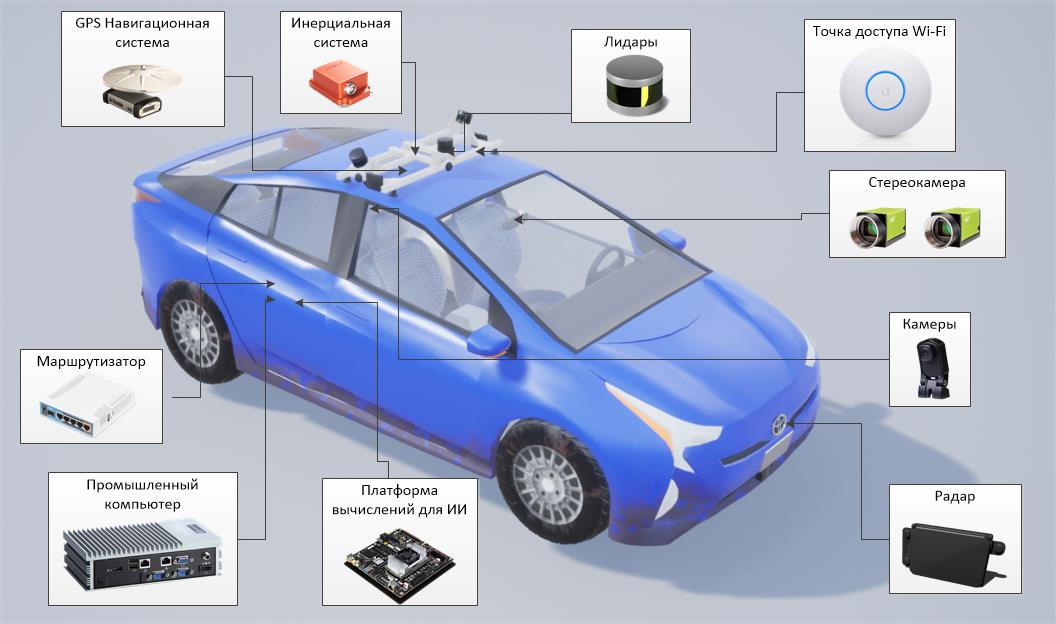 GPS Навигационная
система
Инерциальная
система
Лидары
Точка доступа Wi-Fi
Стереокамера
Камеры
Маршрутизатор
Промышленный
компьютер
Платформа
вычислений для ИИ
Радар